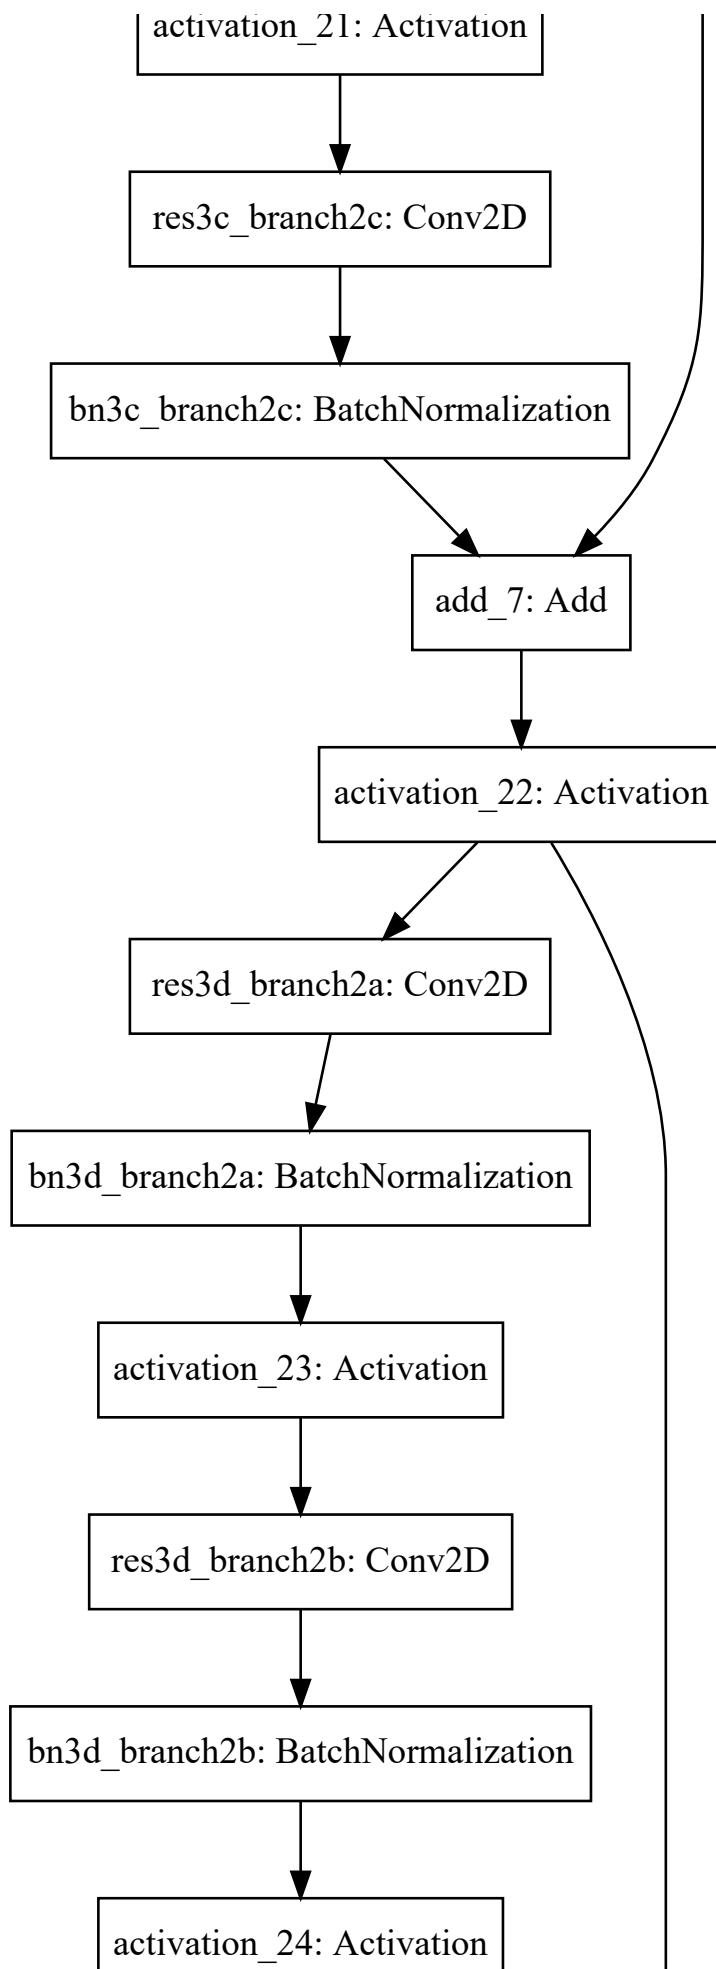 activation_21: Activation
res3c_branch2c: Conv2D
bn3c_branch2c: BatchNormalization
add_7: Add
activation_22: Activation
res3d_branch2a: Conv2D
bn3d_branch2a: BatchNormalization
activation_23: Activation
res3d_branch2b: Conv2D
bn3d_branch2b: BatchNormalization
activation_24: Activation